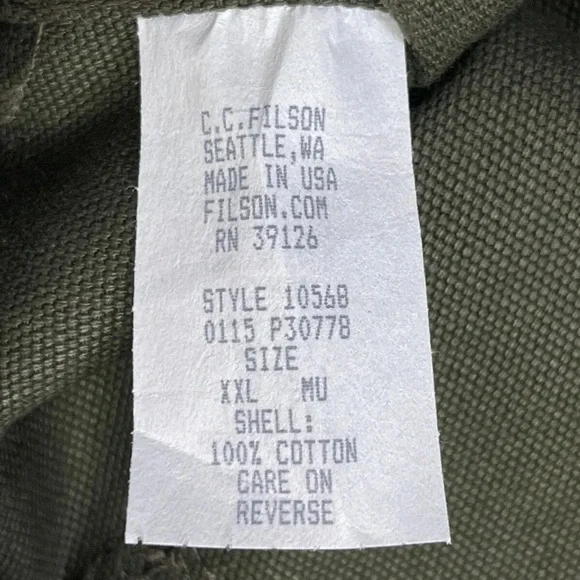 C.C.FILSON
SEATTLE,WA
MADE IN USA
FILSON.COM
RN 39126
STYLE 10568
0115 P30778
SIZE
XXL MU
SHELL:
100% COTTON
CARE ON
REVERSE